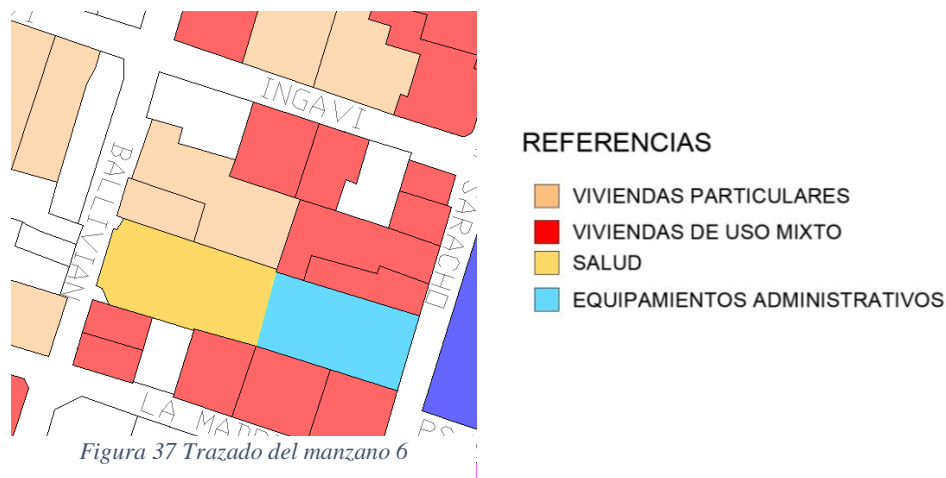 INGAVI
BALLIVIAN
SARACHO
LA
Figura 37 Trazado del manzano 6
REFERENCIAS
VIVIENDAS PARTICULARES
VIVIENDAS DE USO MIXTO
SALUD
EQUIPAMIENTOS ADMINISTRATIVOS